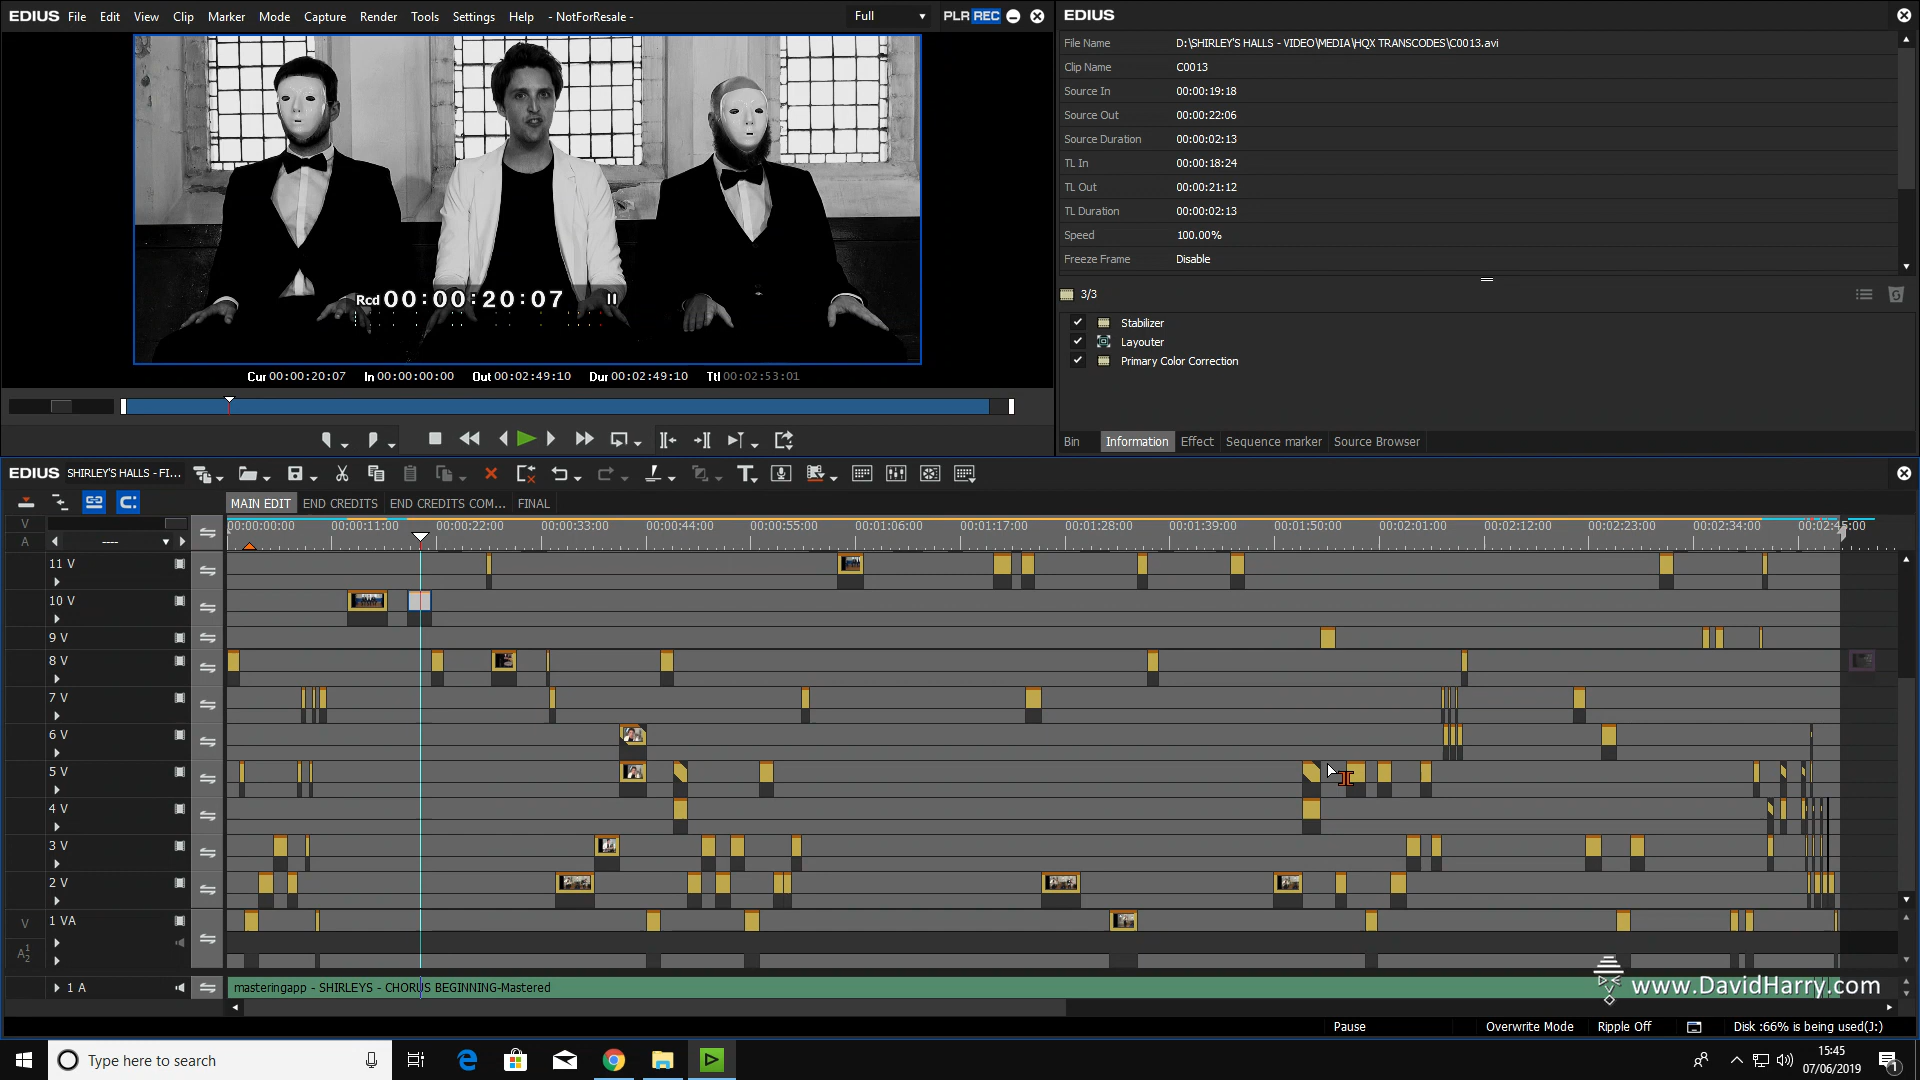 EDIUS File Edit View Clip Marker Mode Capture Render Tools Settings Help - NotForResale - Full PLR REC
Rcd 00:00:20:07
Cur 00:00:20:07 In 00:00:00:00 Out 00:02:49:10 Dur 00:02:49:10 Ttl 00:02:53:01
EDIUS
File Name D:\SHIRLEY'S HALLS - VIDEO\MEDIA\HQX TRANSCODES\C0013.avi
Clip Name C0013
Source In 00:00:19:18
Source Out 00:00:22:06
Source Duration 00:00:02:13
TL In 00:00:18:24
TL Out 00:00:21:12
TL Duration 00:00:02:13
Speed 100.00%
Freeze Frame Disable
3/3
Stabilizer
Layouter
Primary Color Correction
Bin Information Effect Sequence marker Source Browser
EDIUS SHIRLEY'S HALLS - FI...
MAIN EDIT END CREDITS END CREDITS COM... FINAL
V
A ----
00:00:00:00 00:00:11:00 00:00:22:00 00:00:33:00 00:00:44:00 00:00:55:00 00:01:06:00 00:01:17:00 00:01:28:00 00:01:39:00 00:01:50:00 00:02:01:00 00:02:12:00 00:02:23:00 00:02:34:00 00:02:45:00
11 V
10 V
9 V
8 V
7 V
6 V
5 V
4 V
3 V
2 V
V 1 VA
A 1 2
1 A masteringapp - SHIRLEYS - CHORUS BEGINNING-Mastered
www.DavidHarry.com
Pause Overwrite Mode Ripple Off Disk :66% is being used(J:)
Type here to search
15:45
07/06/2019
1